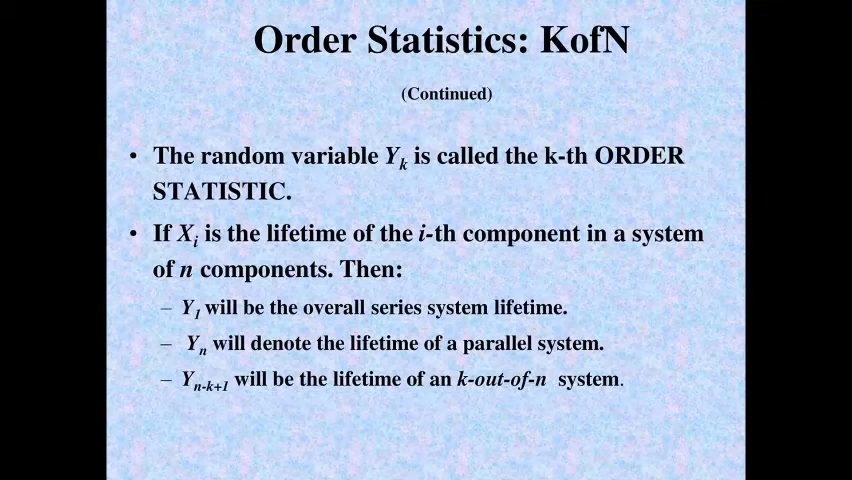 Order Statistics: KofN
(Continued)
• The random variable Yk is called the k-th ORDER
STATISTIC.
• If Xi is the lifetime of the i-th component in a system
of n components. Then:
– Y1 will be the overall series system lifetime.
– Yn will denote the lifetime of a parallel system.
– Yn-k+1 will be the lifetime of an k-out-of-n system.